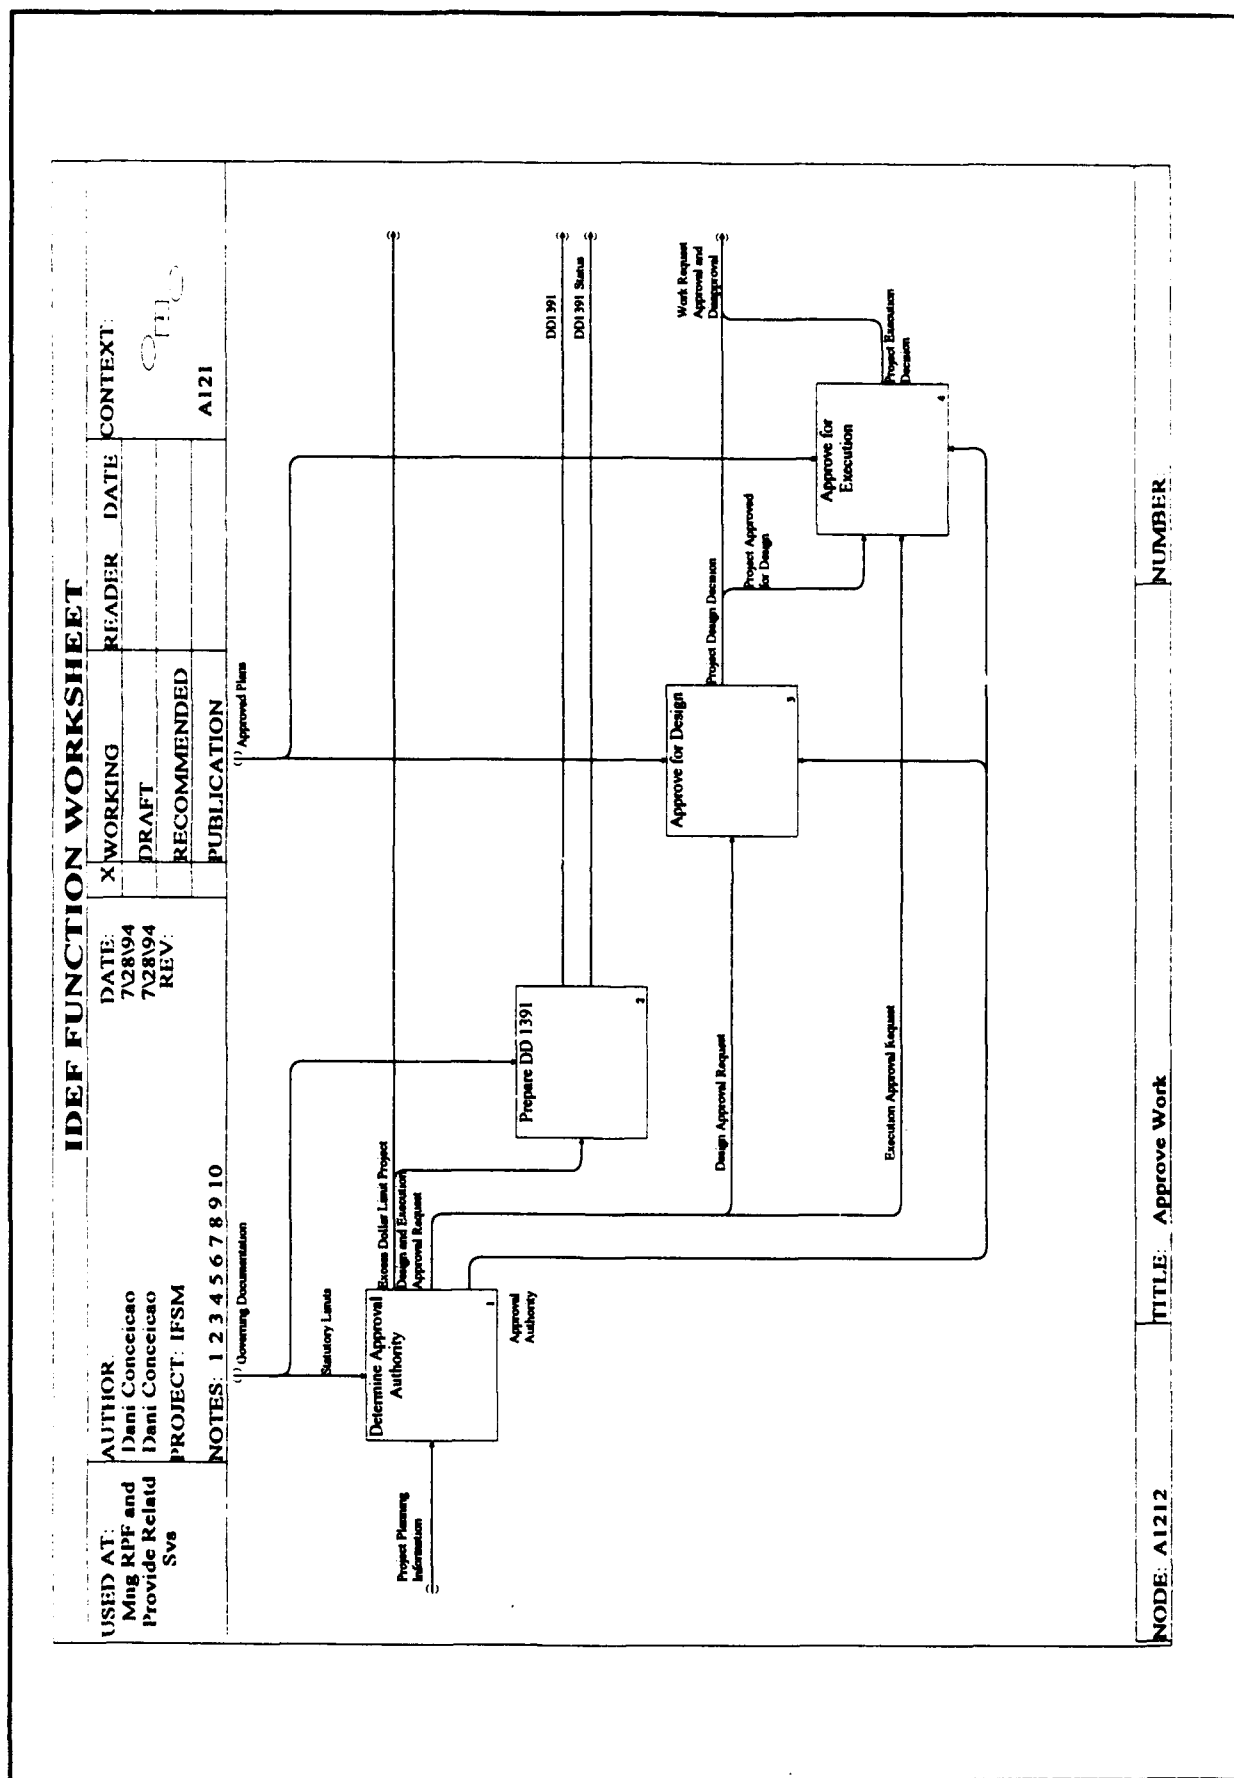 IDEF FUNCTION WORKSHEET
USED AT:
Mng RPF and
Provide Relatd
Svs
AUTHOR
Dani Conceicao
Dani Conceicao
PROJECT: IFSM
NOTES: 1 2 3 4 5 6 7 8 9 10
DATE:
7\28\94
7\28\94
REV:
X WORKING
DRAFT
RECOMMENDED
PUBLICATION
READER DATE
CONTEXT:
A121
() Governing Documentation
() Approved Plans
Statutory Limits
Project Planning
Information
()
Determine Approval
Authority
1
Excess Dollar Limit Project
Design and Execution
Approval Request
Approval
Authority
()
Prepare DD 1391
2
DD1391
()
DD1391 Status
()
Design Approval Request
Approve for Design
3
Project Design Decision
Project Approved
for Design
Work Request
Approval and
Disapproval
()
Execution Approval Request
Approve for
Execution
4
Project Execution
Decision
NODE: A1212
TITLE: Approve Work
NUMBER: